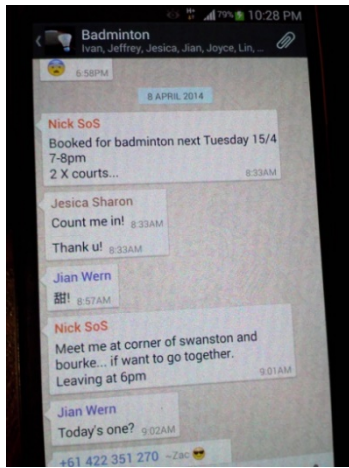 79% 10:28 PM
Badminton
Ivan, Jeffrey, Jesica, Jian, Joyce, Lin, ...
6:58PM
8 APRIL 2014
Nick SoS
Booked for badminton next Tuesday 15/4
7-8pm
2 X courts...
8:33AM
Jesica Sharon
Count me in! 8:33AM
Thank u! 8:33AM
Jian Wern
甜! 8:57AM
Nick SoS
Meet me at corner of swanston and
bourke... if want to go together.
Leaving at 6pm
9:01AM
Jian Wern
Today's one? 9:02AM
+61 422 351 270 ~Zac